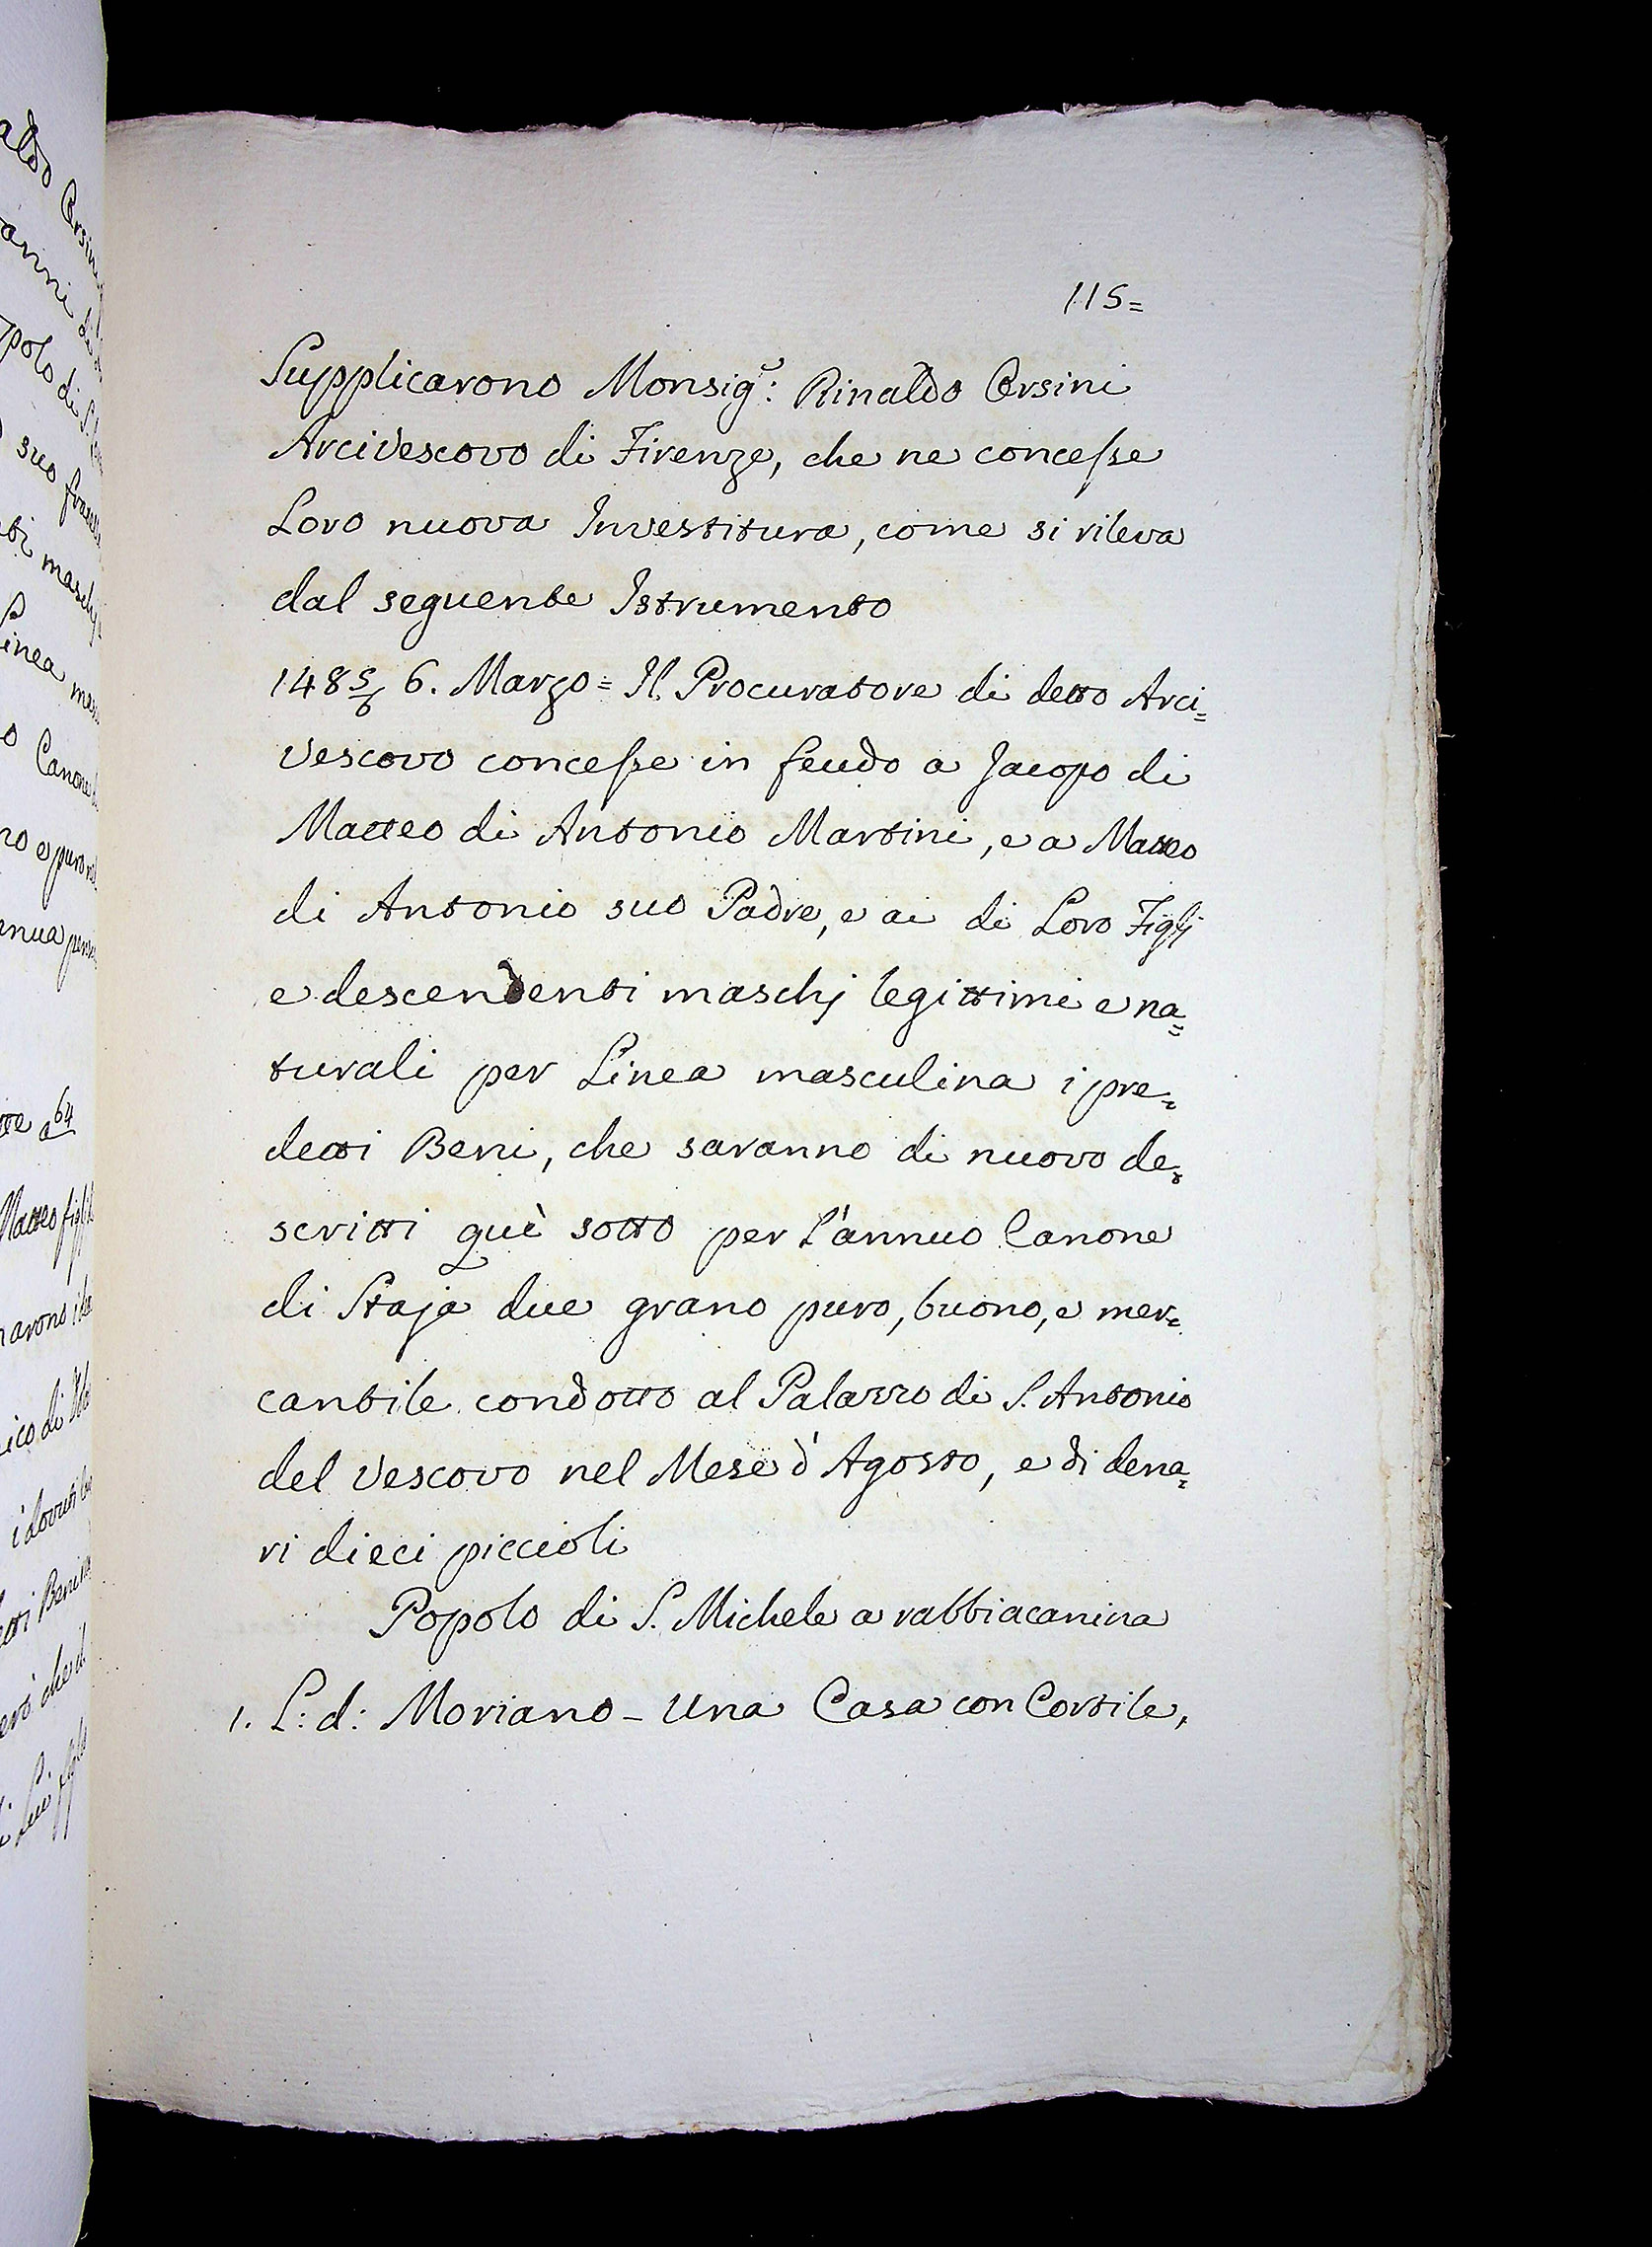 115=
Supplicarono Monsig.r: Rinaldo Orsini
Arcivescovo di Firenze, che ne concesse
Loro nuova Investitura, come si rileva
dal seguente Istrumento
1485/6 6. Marzo = Il Procuratore di detto Arci=
vescovo concesse in feudo a Jacopo di
Matteo di Antonio Martini, e a Matteo
di Antonio suo Padre, e ai di Loro Figlj
e descendenti maschj legittimi e na=
turali per Linea masculina i pre=
detti Beni, che saranno di nuovo de=
scritti quì sotto per l'annuo Canone
di Staja due grano puro, buono, e mer=
cantile condotto al Palazzo di S. Antonio
del Vescovo nel Mese d'Agosto, e di dena=
ri dieci piccioli
Popolo di S. Michele a rabbiacanina
1. L: d: Moriano - Una Casa con Cortile,